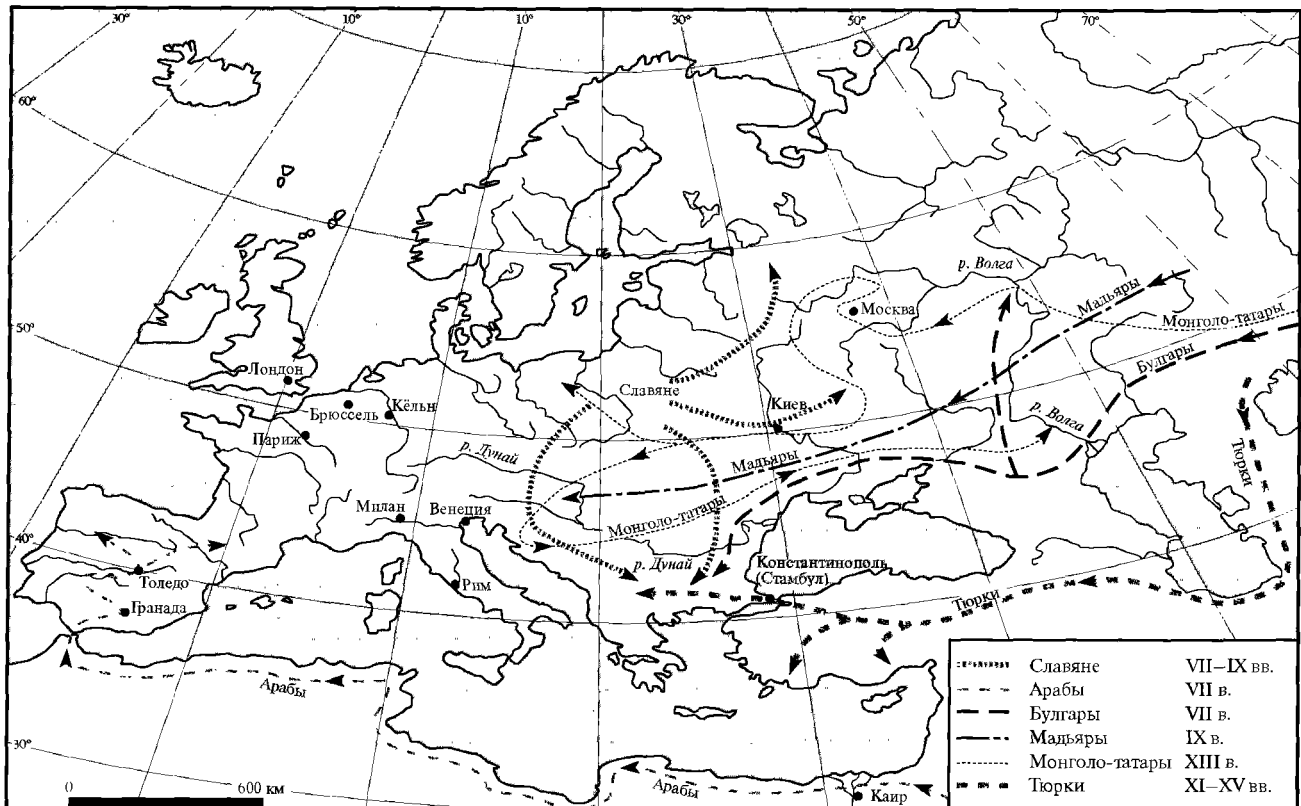 30°
10°
10°
30°
50°
70°
60°
50°
40°
30°
р. Волга
Мадьяры
Москва
Монголо-татары
Булгары
Лондон
Славяне
Брюссель
Кёльн
Киев
Париж
р. Волга
р. Дунай
Мадьяры
Тюрки
Милан
Венеция
Монголо-татары
р. Дунай
Константинополь
(Стамбул)
Толедо
Рим
Гранада
Тюрки
Арабы
Арабы
Каир
0 600 км
Славяне VII–IX вв.
Арабы VII в.
Булгары VII в.
Мадьяры IX в.
Монголо-татары XIII в.
Тюрки XI–XV вв.